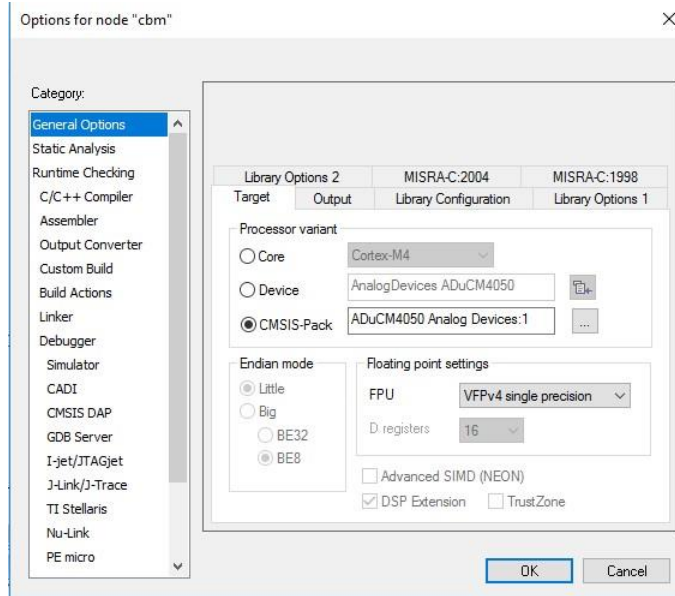 Options for node "cbm"
Category:
General Options
Static Analysis
Runtime Checking
C/C++ Compiler
Assembler
Output Converter
Custom Build
Build Actions
Linker
Debugger
Simulator
CADI
CMSIS DAP
GDB Server
I-jet/JTAGjet
J-Link/J-Trace
TI Stellaris
Nu-Link
PE micro
Library Options 2 MISRA-C:2004 MISRA-C:1998
Target Output Library Configuration Library Options 1
Processor variant
Core Cortex-M4
Device AnalogDevices ADuCM4050
CMSIS-Pack ADuCM4050 Analog Devices:1 ...
Endian mode
Little
Big
BE32
BE8
Floating point settings
FPU VFPv4 single precision
D registers 16
Advanced SIMD (NEON)
DSP Extension TrustZone
OK Cancel